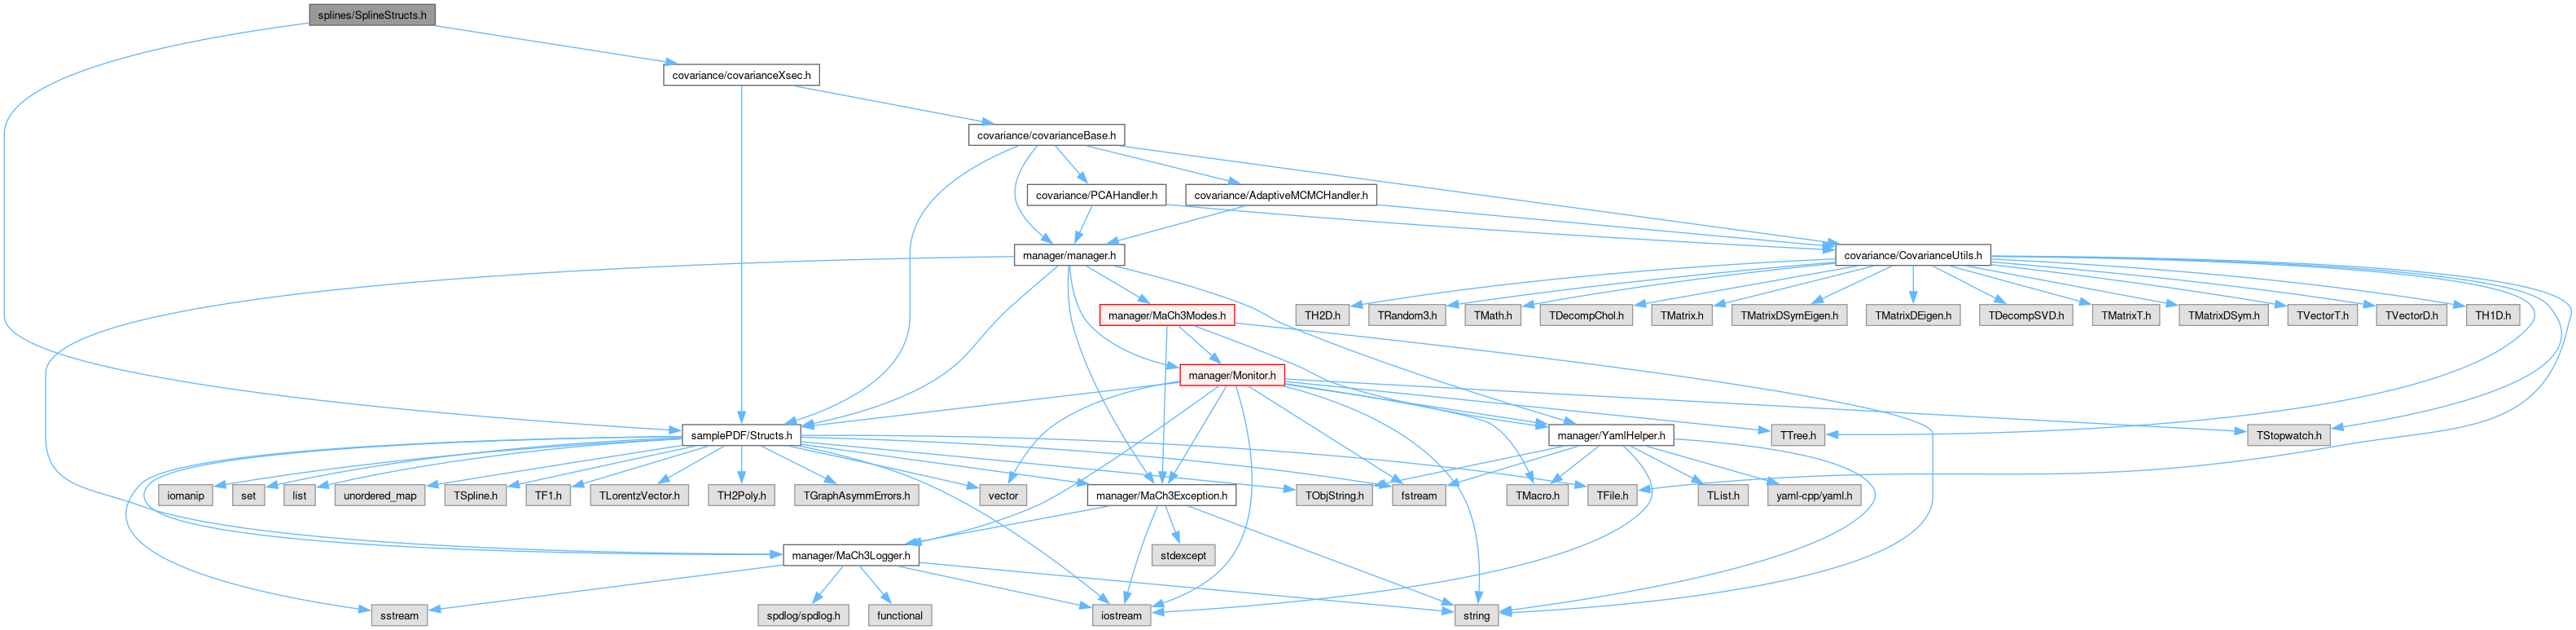 splines/SplineStructs.h
covariance/covarianceXsec.h
covariance/covarianceBase.h
covariance/PCAHandler.h
covariance/AdaptiveMCMCHandler.h
manager/manager.h
covariance/CovarianceUtils.h
manager/MaCh3Modes.h
TH2D.h
TRandom3.h
TMath.h
TDecompChol.h
TMatrix.h
TMatrixDSymEigen.h
TMatrixDEigen.h
TDecompSVD.h
TMatrixT.h
TMatrixDSym.h
TVectorT.h
TVectorD.h
TH1D.h
manager/Monitor.h
samplePDF/Structs.h
manager/YamlHelper.h
TTree.h
TStopwatch.h
iomanip
set
list
unordered_map
TSpline.h
TF1.h
TLorentzVector.h
TH2Poly.h
TGraphAsymmErrors.h
vector
manager/MaCh3Exception.h
TObjString.h
fstream
TMacro.h
TFile.h
TList.h
yaml-cpp/yaml.h
manager/MaCh3Logger.h
stdexcept
sstream
spdlog/spdlog.h
functional
iostream
string